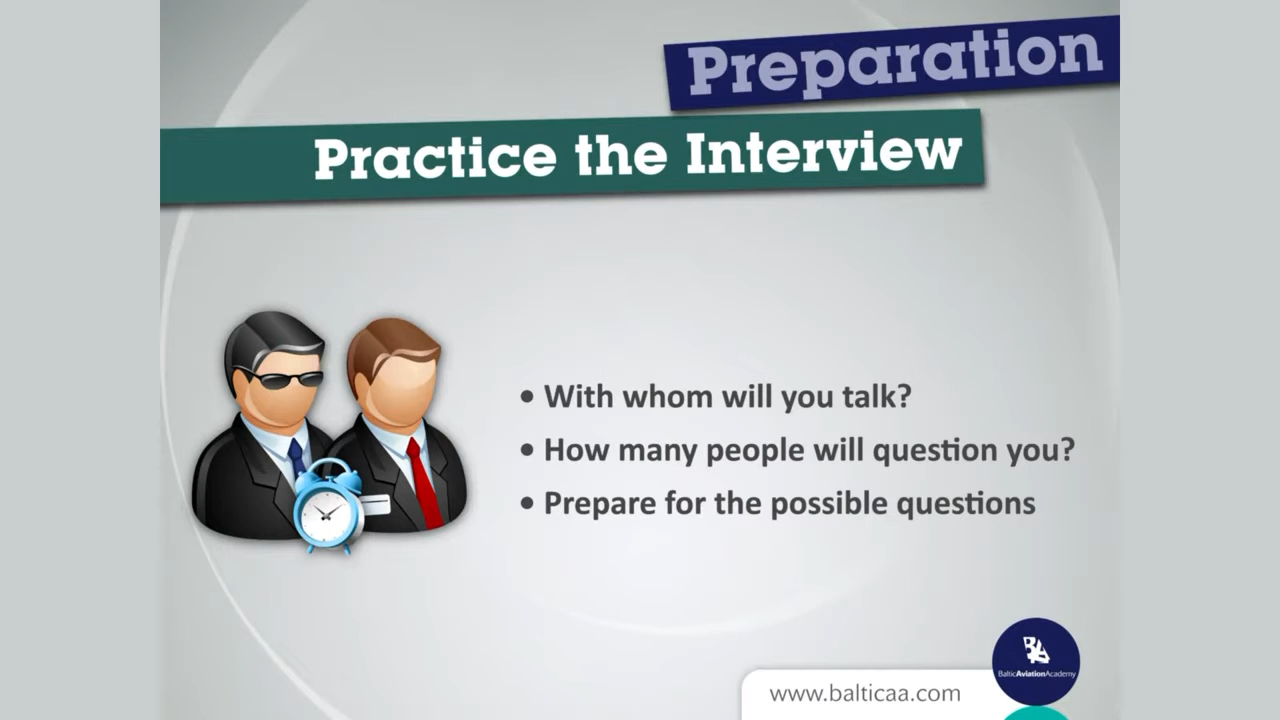 Preparation
Practice the Interview
• With whom will you talk?
• How many people will question you?
• Prepare for the possible questions
BalticAviationAcademy
www.balticaa.com